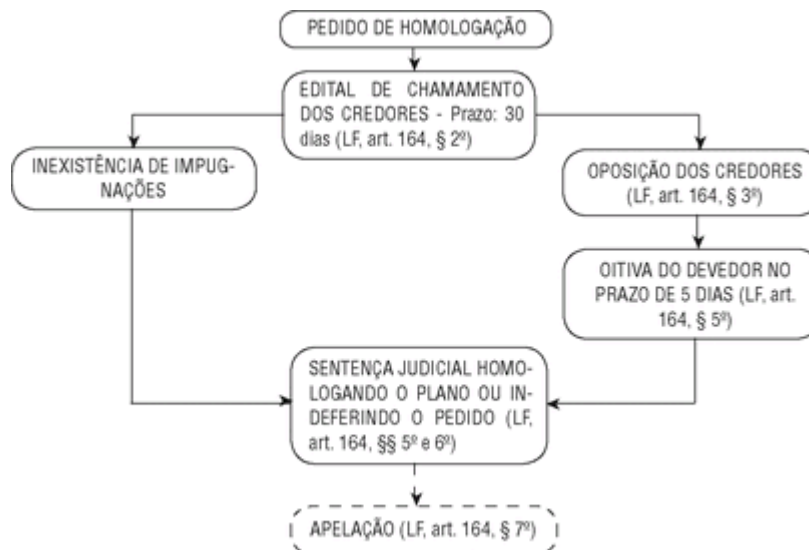 PEDIDO DE HOMOLOGAÇÃO
EDITAL DE CHAMAMENTO
DOS CREDORES - Prazo: 30
dias (LF, art. 164, § 2º)
INEXISTÊNCIA DE IMPUG-
NAÇÕES
OPOSIÇÃO DOS CREDORES
(LF, art. 164, § 3º)
OITIVA DO DEVEDOR NO
PRAZO DE 5 DIAS (LF, art.
164, § 5º)
SENTENÇA JUDICIAL HOMO-
LOGANDO O PLANO OU IN-
DEFERINDO O PEDIDO (LF,
art. 164, §§ 5º e 6º)
APELAÇÃO (LF, art. 164, § 7º)